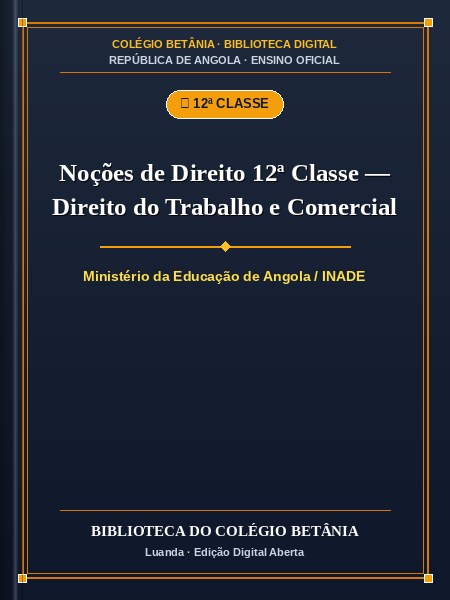 COLÉGIO BETÂNIA · BIBLIOTECA DIGITAL
REPÚBLICA DE ANGOLA · ENSINO OFICIAL
12ª CLASSE
Noções de Direito 12ª Classe —
Direito do Trabalho e Comercial
Ministério da Educação de Angola / INADE
BIBLIOTECA DO COLÉGIO BETÂNIA
Luanda · Edição Digital Aberta